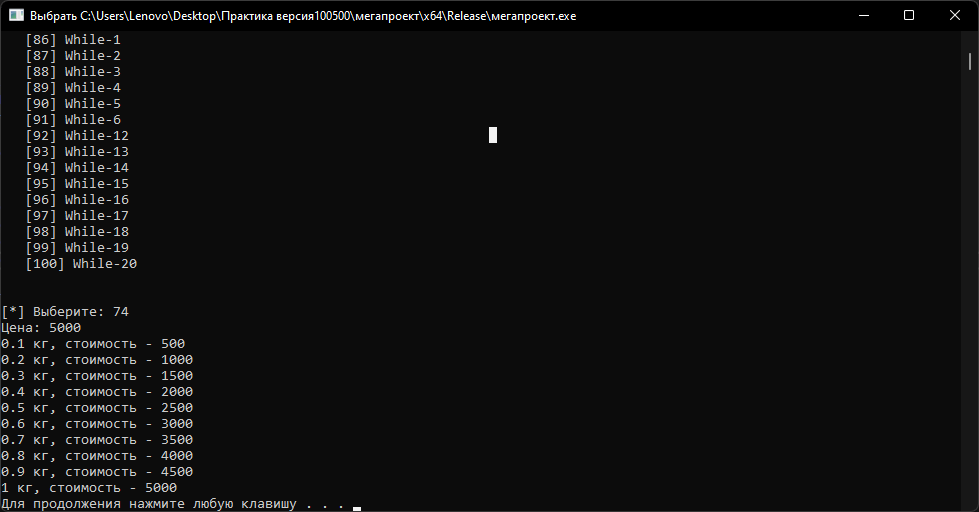 Выбрать C:\Users\Lenovo\Desktop\Практика версия100500\мегапроект\x64\Release\мегапроект.exe
[86] While-1
[87] While-2
[88] While-3
[89] While-4
[90] While-5
[91] While-6
[92] While-12
[93] While-13
[94] While-14
[95] While-15
[96] While-16
[97] While-17
[98] While-18
[99] While-19
[100] While-20
[*] Выберите: 74
Цена: 5000
0.1 кг, стоимость - 500
0.2 кг, стоимость - 1000
0.3 кг, стоимость - 1500
0.4 кг, стоимость - 2000
0.5 кг, стоимость - 2500
0.6 кг, стоимость - 3000
0.7 кг, стоимость - 3500
0.8 кг, стоимость - 4000
0.9 кг, стоимость - 4500
1 кг, стоимость - 5000
Для продолжения нажмите любую клавишу . . .